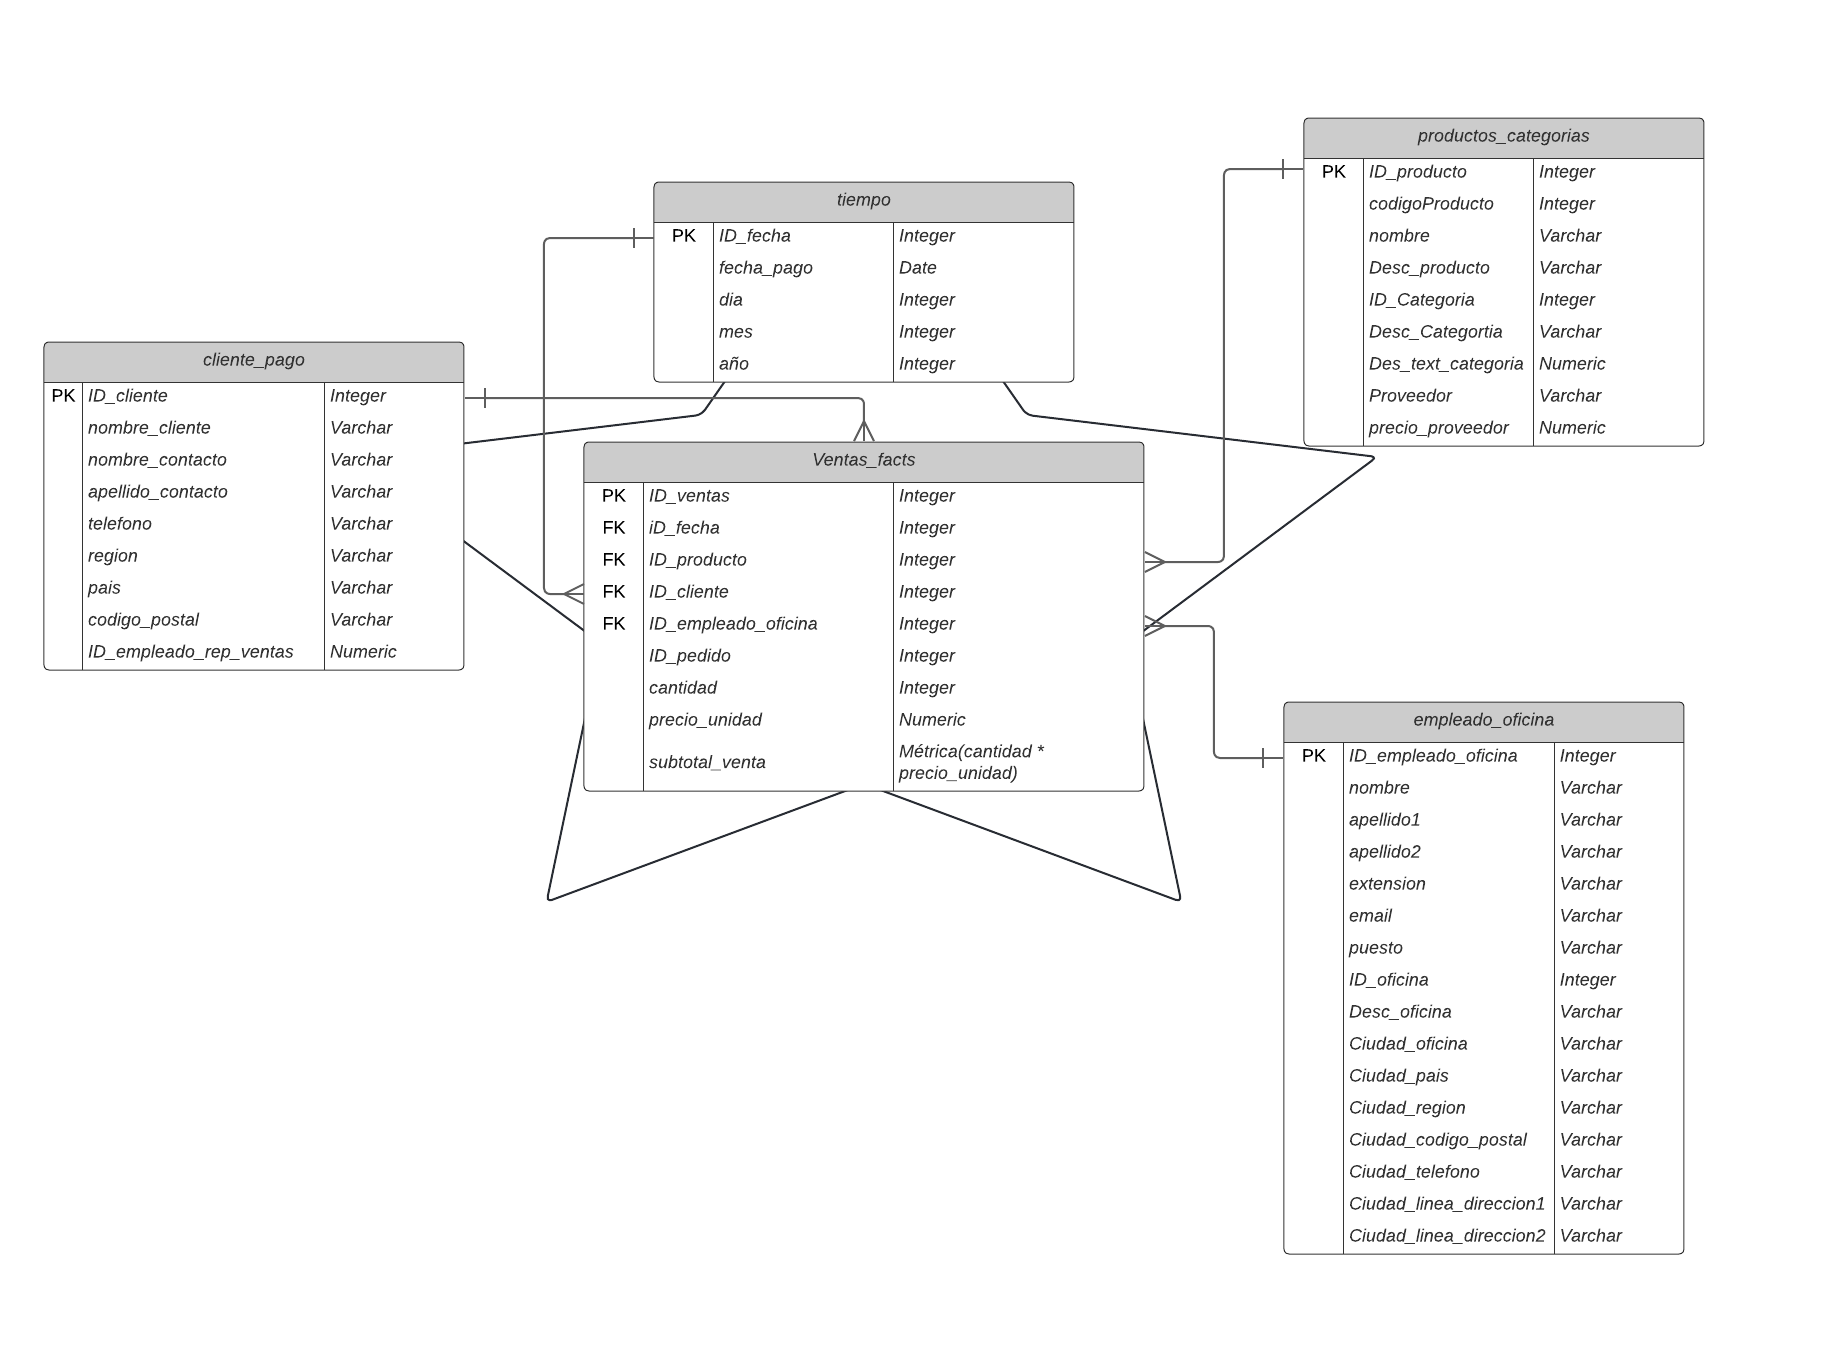 productos_categorias
PK ID_producto Integer
codigoProducto Integer
nombre Varchar
Desc_producto Varchar
ID_Categoria Integer
Desc_Categortia Varchar
Des_text_categoria Numeric
Proveedor Varchar
precio_proveedor Numeric
tiempo
PK ID_fecha Integer
fecha_pago Date
dia Integer
mes Integer
año Integer
cliente_pago
PK ID_cliente Integer
nombre_cliente Varchar
nombre_contacto Varchar
apellido_contacto Varchar
telefono Varchar
region Varchar
pais Varchar
codigo_postal Varchar
ID_empleado_rep_ventas Numeric
Ventas_facts
PK ID_ventas Integer
FK iD_fecha Integer
FK ID_producto Integer
FK ID_cliente Integer
FK ID_empleado_oficina Integer
ID_pedido Integer
cantidad Integer
precio_unidad Numeric
subtotal_venta Métrica(cantidad *
precio_unidad)
empleado_oficina
PK ID_empleado_oficina Integer
nombre Varchar
apellido1 Varchar
apellido2 Varchar
extension Varchar
email Varchar
puesto Varchar
ID_oficina Integer
Desc_oficina Varchar
Ciudad_oficina Varchar
Ciudad_pais Varchar
Ciudad_region Varchar
Ciudad_codigo_postal Varchar
Ciudad_telefono Varchar
Ciudad_linea_direccion1 Varchar
Ciudad_linea_direccion2 Varchar